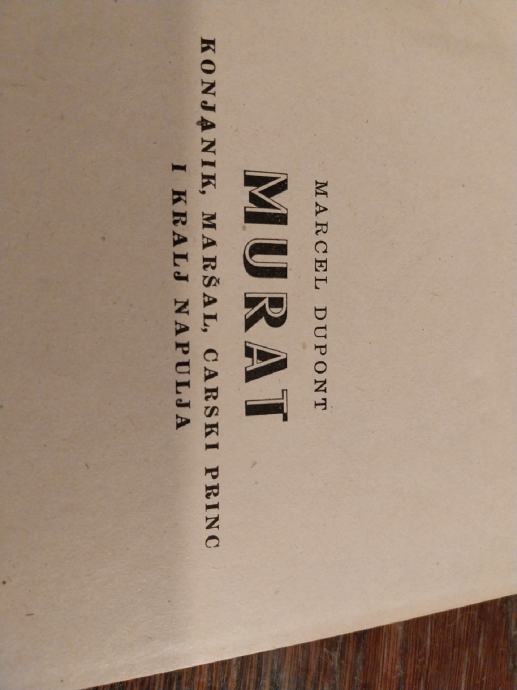 MARCEL DUPONT
MURAT
KONJANIK, MARŠAL, CARSKI PRINC
I KRALJ NAPULJA